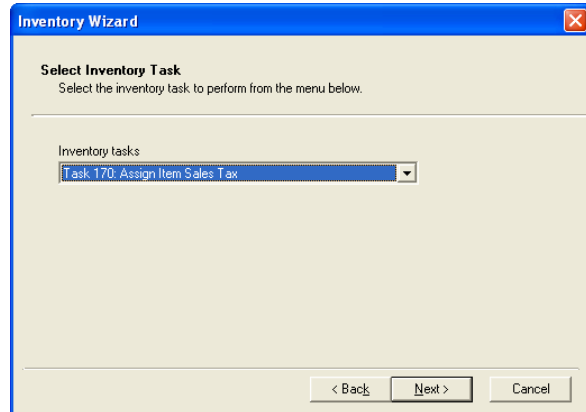 Inventory Wizard
Select Inventory Task
Select the inventory task to perform from the menu below.
Inventory tasks
Task 170: Assign Item Sales Tax
< Back
Next >
Cancel